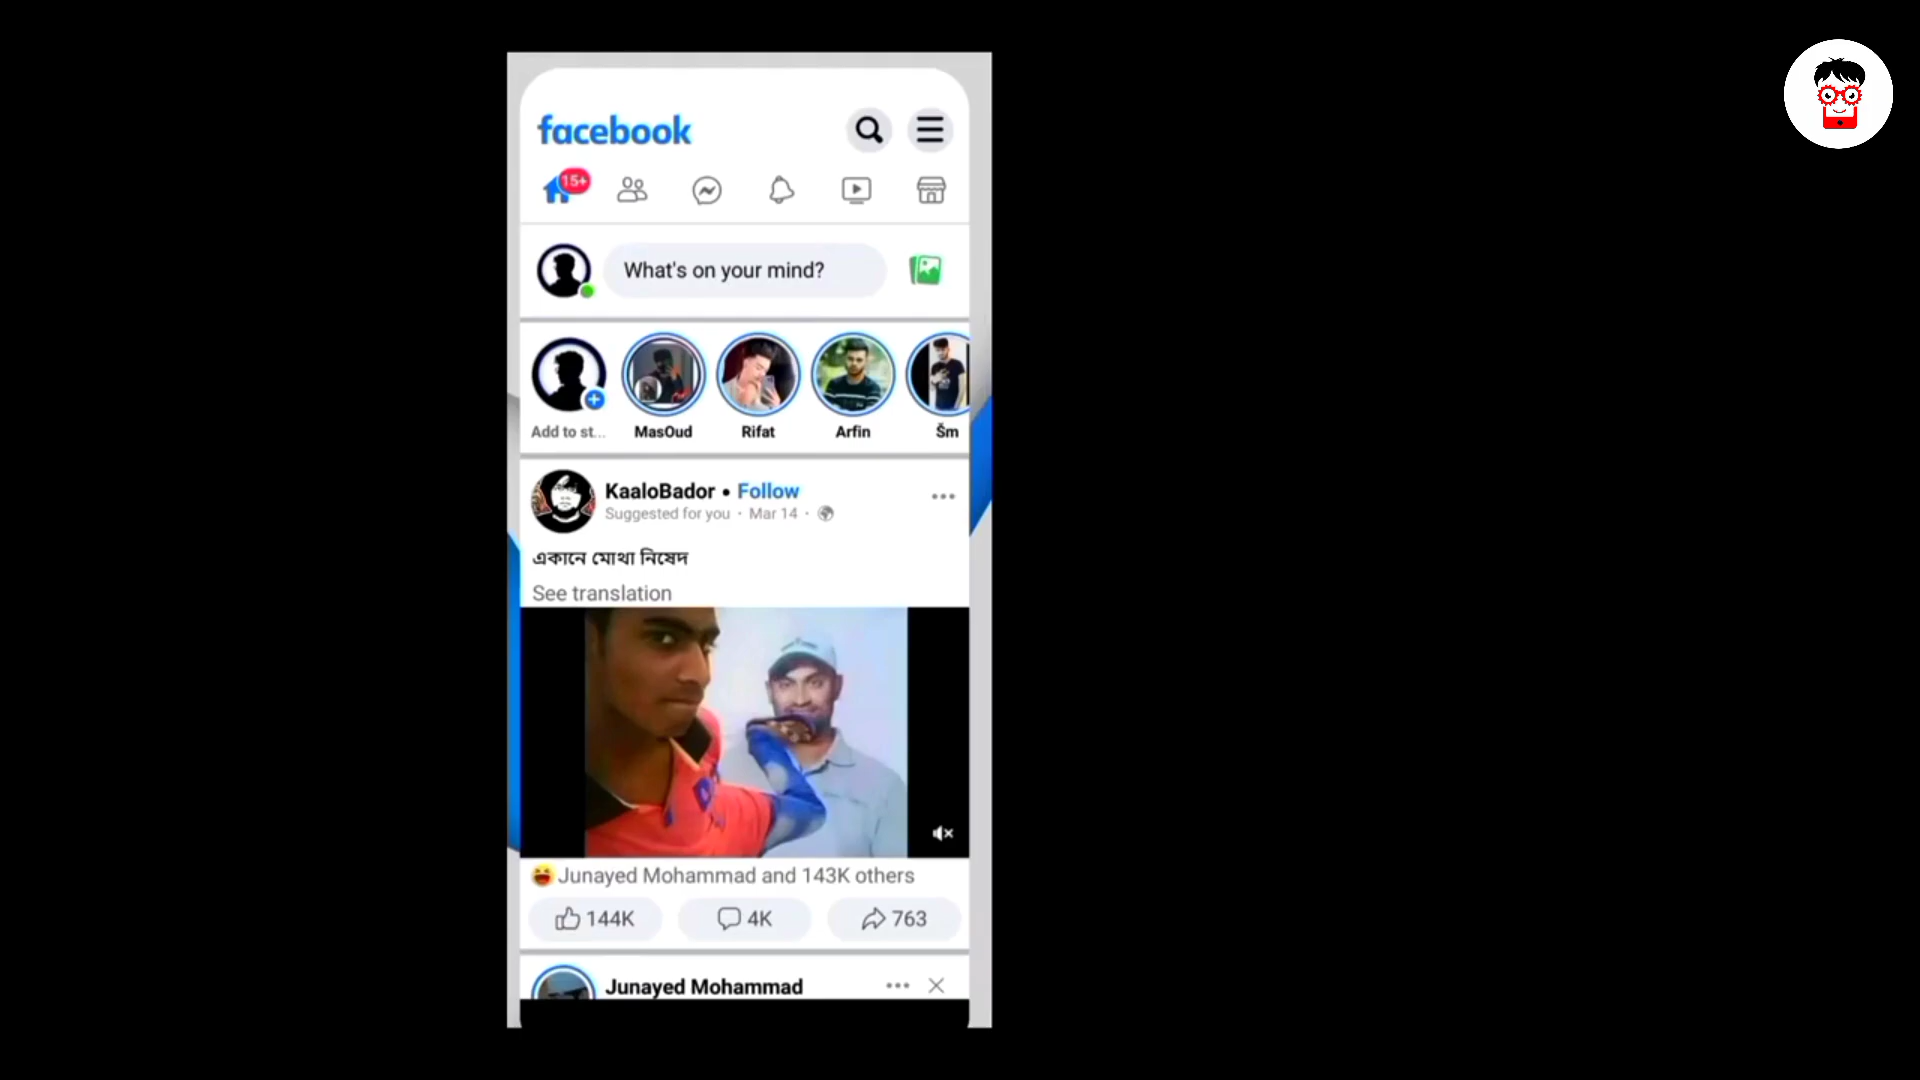 facebook
15+
What's on your mind?
Add to st...
MasOud
Rifat
Arfin
Šm
KaaloBador • Follow
Suggested for you · Mar 14 ·
একানে মোথা নিষেদ
See translation
Junayed Mohammad and 143K others
144K
4K
763
Junayed Mohammad